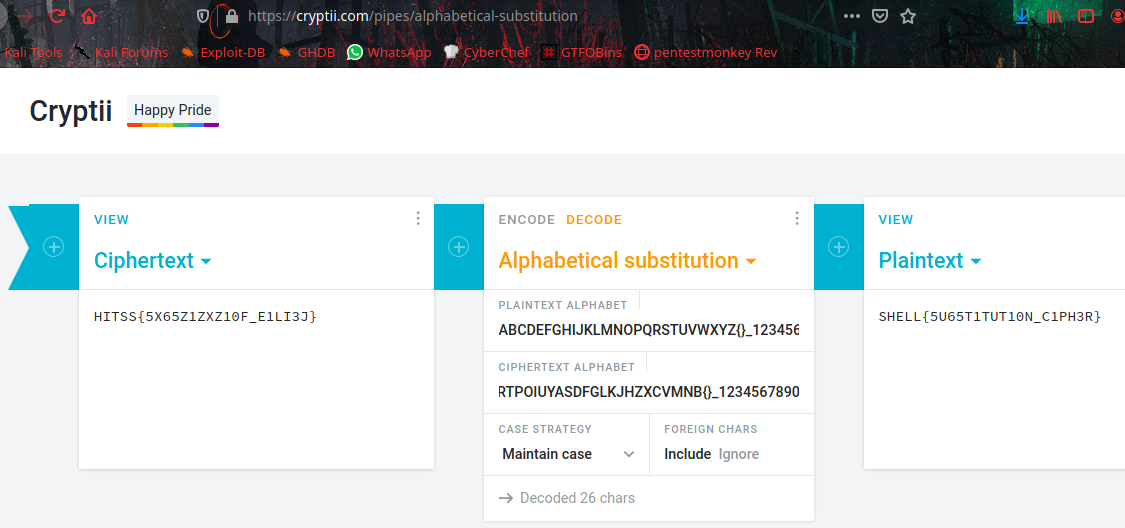 https://cryptii.com/pipes/alphabetical-substitution
Kali Tools Kali Forums Exploit-DB GHDB WhatsApp CyberChef GTFOBins pentestmonkey Rev
Cryptii Happy Pride
VIEW
Ciphertext
HITSS{5X65Z1ZXZ10F_E1LI3J}
ENCODE DECODE
Alphabetical substitution
PLAINTEXT ALPHABET
ABCDEFGHIJKLMNOPQRSTUVWXYZ{}_123456
CIPHERTEXT ALPHABET
RTPOIUYASDFGLKJHZXCVMNB{}_1234567890
CASE STRATEGY FOREIGN CHARS
Maintain case Include Ignore
→ Decoded 26 chars
VIEW
Plaintext
SHELL{5U65T1TUT10N_C1PH3R}